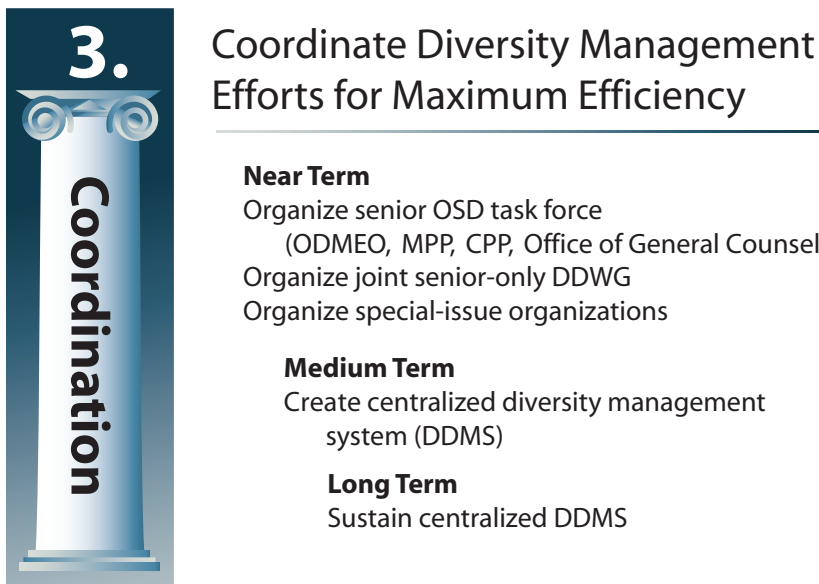 3.
Coordination
Coordinate Diversity Management
Efforts for Maximum Efficiency
Near Term
Organize senior OSD task force
(ODMEO, MPP, CPP, Office of General Counsel
Organize joint senior-only DDWG
Organize special-issue organizations
Medium Term
Create centralized diversity management
system (DDMS)
Long Term
Sustain centralized DDMS